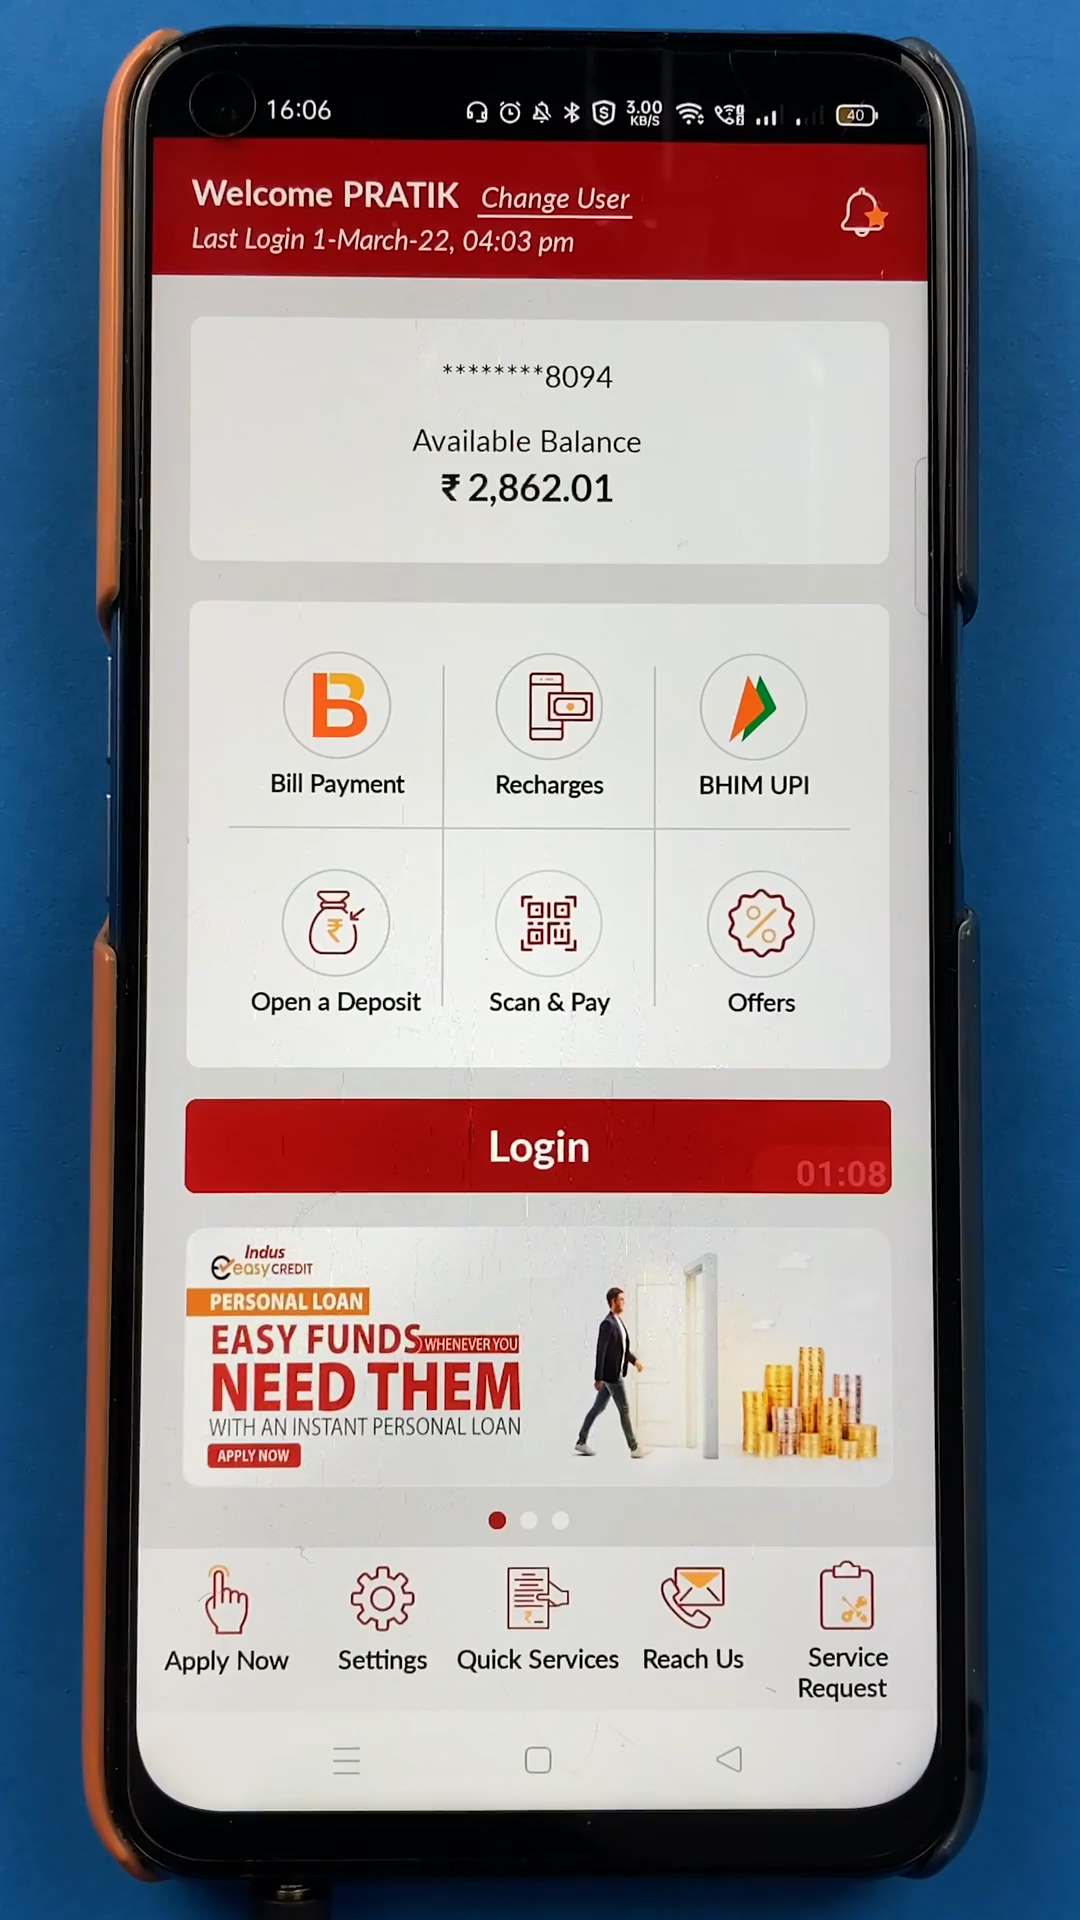 16:06
3.00
KB/S
40
Welcome PRATIK Change User
Last Login 1-March-22, 04:03 pm
********8094
Available Balance
₹ 2,862.01
Bill Payment Recharges BHIM UPI
Open a Deposit Scan & Pay Offers
Login
01:08
Indus
easy CREDIT
PERSONAL LOAN
EASY FUNDS WHENEVER YOU
NEED THEM
WITH AN INSTANT PERSONAL LOAN
APPLY NOW
Apply Now Settings Quick Services Reach Us Service
Request